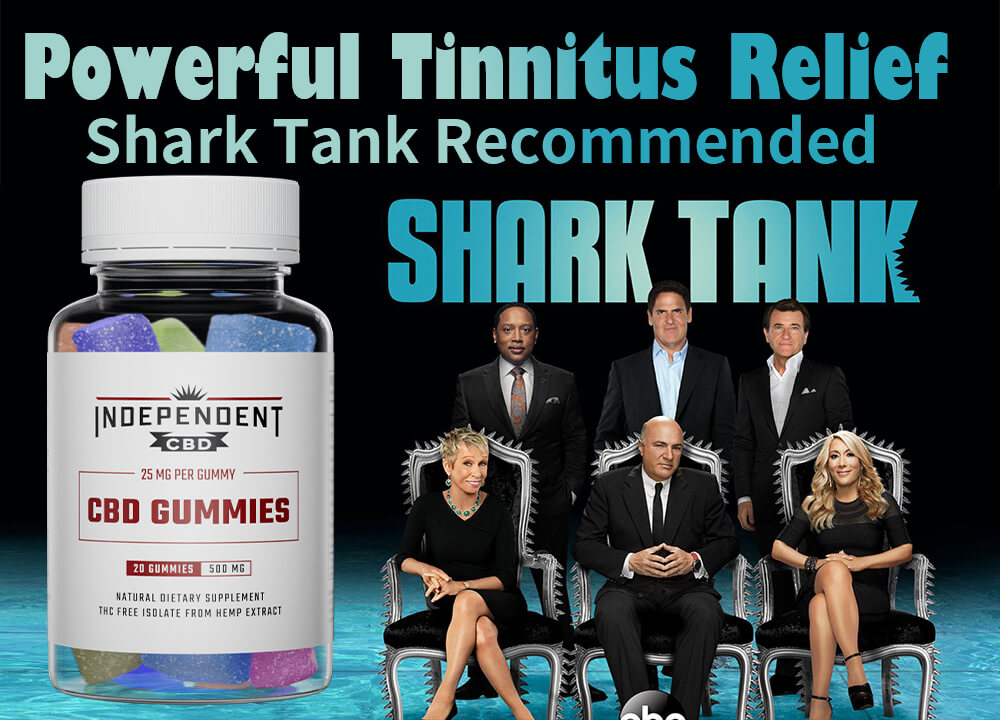 Powerful Tinnitus Relief
Shark Tank Recommended
SHARK TANK
INDEPENDENT
CBD
25 MG PER GUMMY
CBD GUMMIES
20 GUMMIES 500 MG
NATURAL DIETARY SUPPLEMENT
THC FREE ISOLATE FROM HEMP EXTRACT
abc